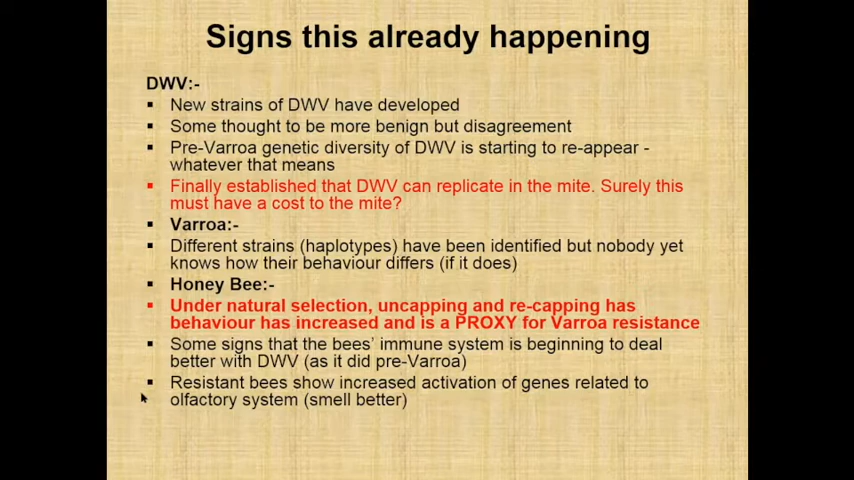 Signs this already happening
DWV:-
▪ New strains of DWV have developed
▪ Some thought to be more benign but disagreement
▪ Pre-Varroa genetic diversity of DWV is starting to re-appear -
whatever that means
▪ Finally established that DWV can replicate in the mite. Surely this
must have a cost to the mite?
▪ Varroa:-
▪ Different strains (haplotypes) have been identified but nobody yet
knows how their behaviour differs (if it does)
▪ Honey Bee:-
▪ Under natural selection, uncapping and re-capping has
behaviour has increased and is a PROXY for Varroa resistance
▪ Some signs that the bees' immune system is beginning to deal
better with DWV (as it did pre-Varroa)
▪ Resistant bees show increased activation of genes related to
olfactory system (smell better)